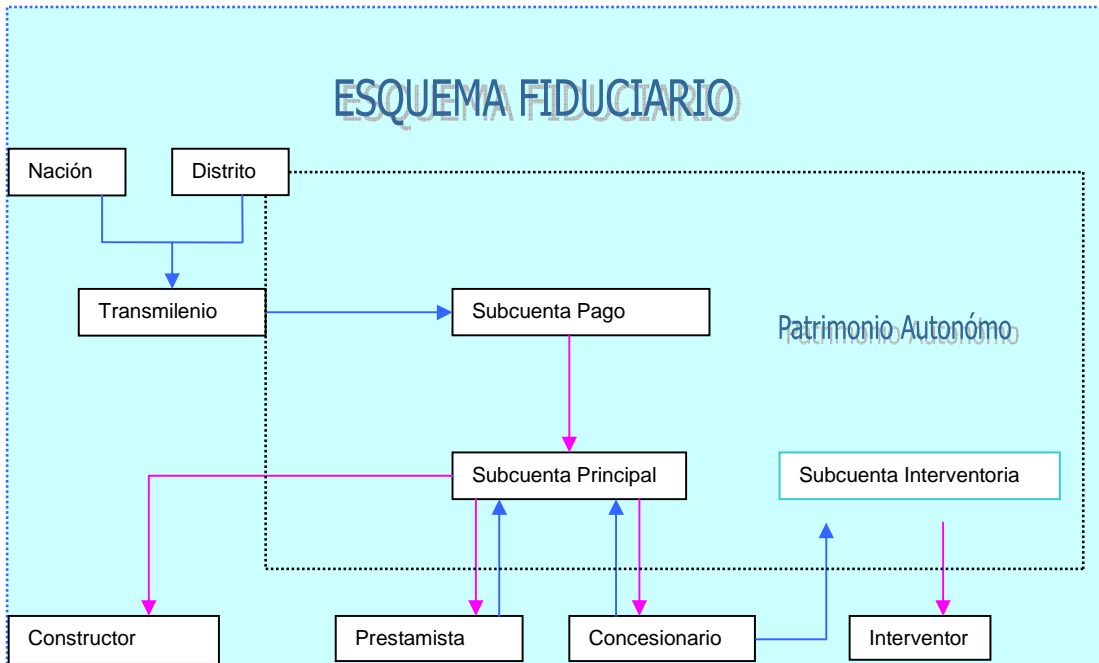 ESQUEMA FIDUCIARIO
Nación
Distrito
Transmilenio
Subcuenta Pago
Patrimonio Autonómo
Subcuenta Principal
Subcuenta Interventoria
Constructor
Prestamista
Concesionario
Interventor